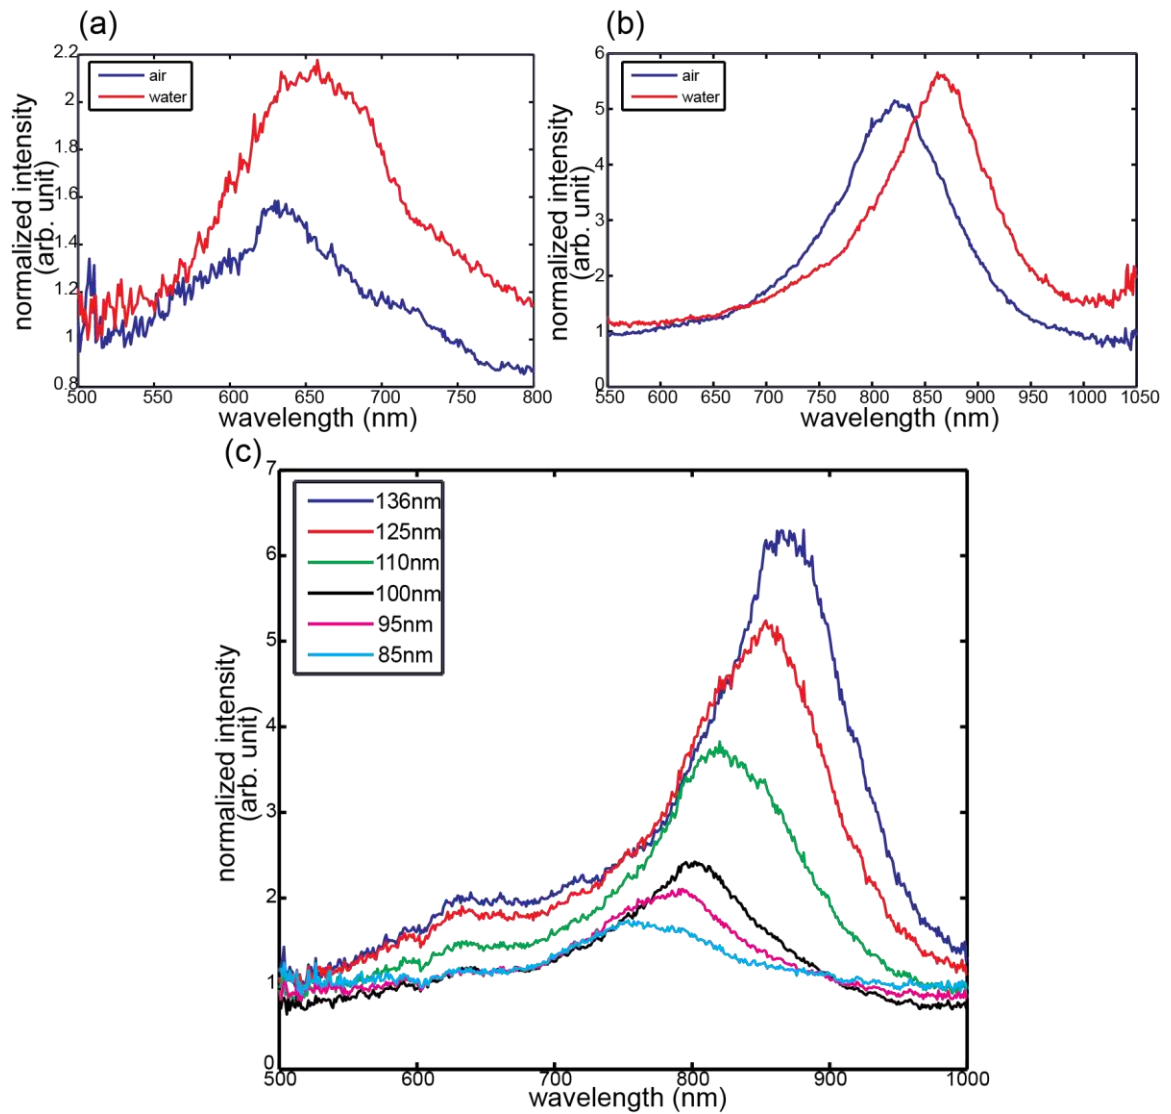 (a)
(b)
2.2
2
1.8
1.6
1.4
1.2
1
0.8
air
water
normalized intensity
(arb. unit)
500 550 600 650 700 750 800
wavelength (nm)
6
5
4
3
2
1
0
air
water
normalized intensity
(arb. unit)
550 600 650 700 750 800 850 900 950 1000 1050
wavelength (nm)
(c)
7
6
5
4
3
2
1
0
136nm
125nm
110nm
100nm
95nm
85nm
normalized intensity
(arb. unit)
500 600 700 800 900 1000
wavelength (nm)